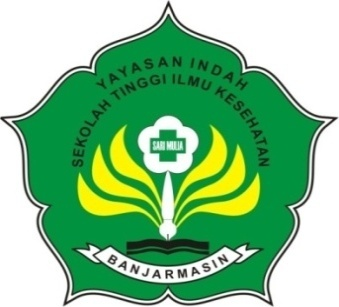 YAYASAN INDAH
SEKOLAH TINGGI ILMU KESEHATAN
SARI MULIA
BANJARMASIN